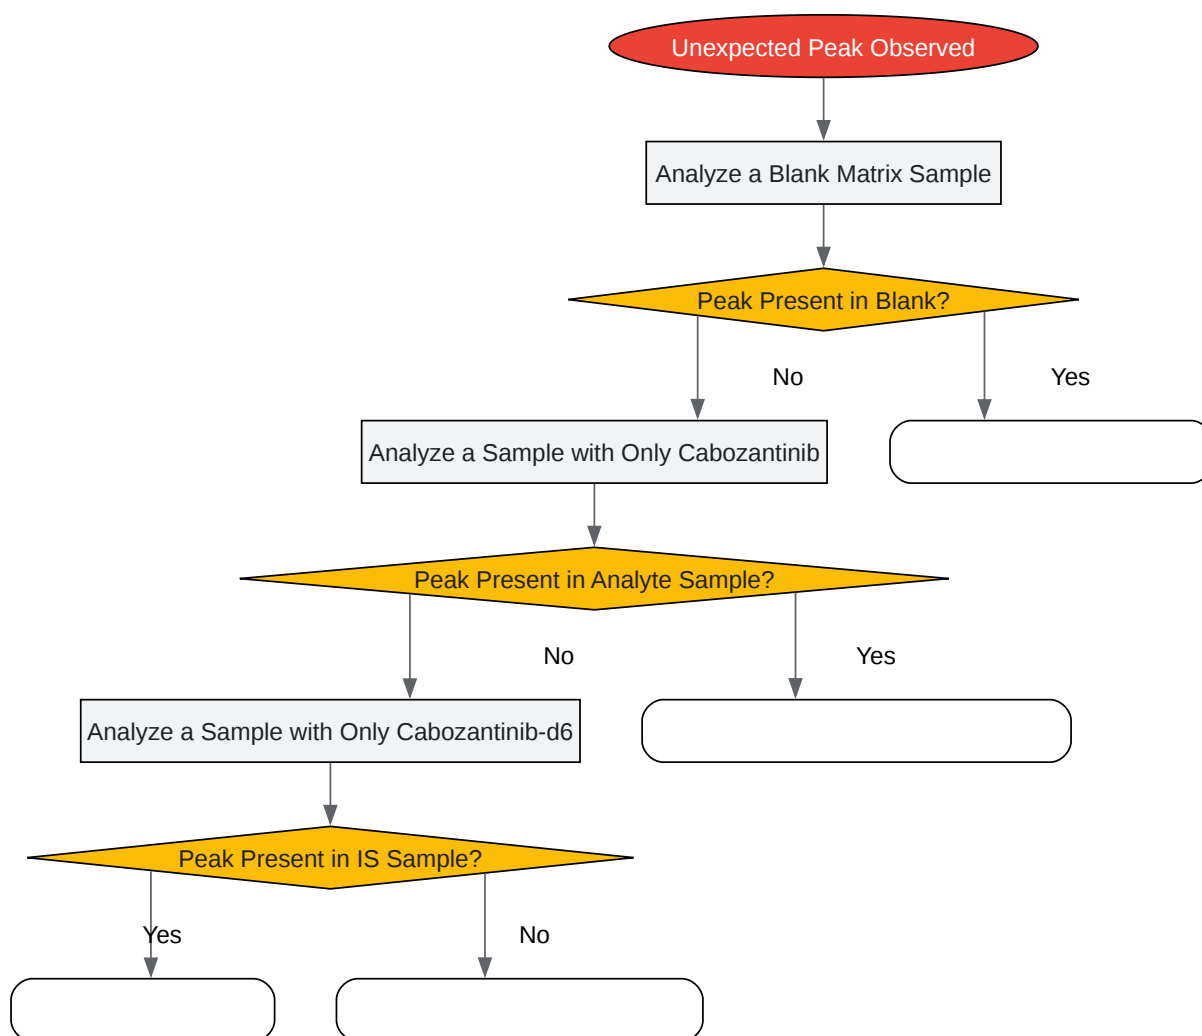 Unexpected Peak Observed
Analyze a Blank Matrix Sample
Peak Present in Blank?
No
Yes
Analyze a Sample with Only Cabozantinib
Peak Present in Analyte Sample?
No
Yes
Analyze a Sample with Only Cabozantinib-d6
Peak Present in IS Sample?
Yes
No